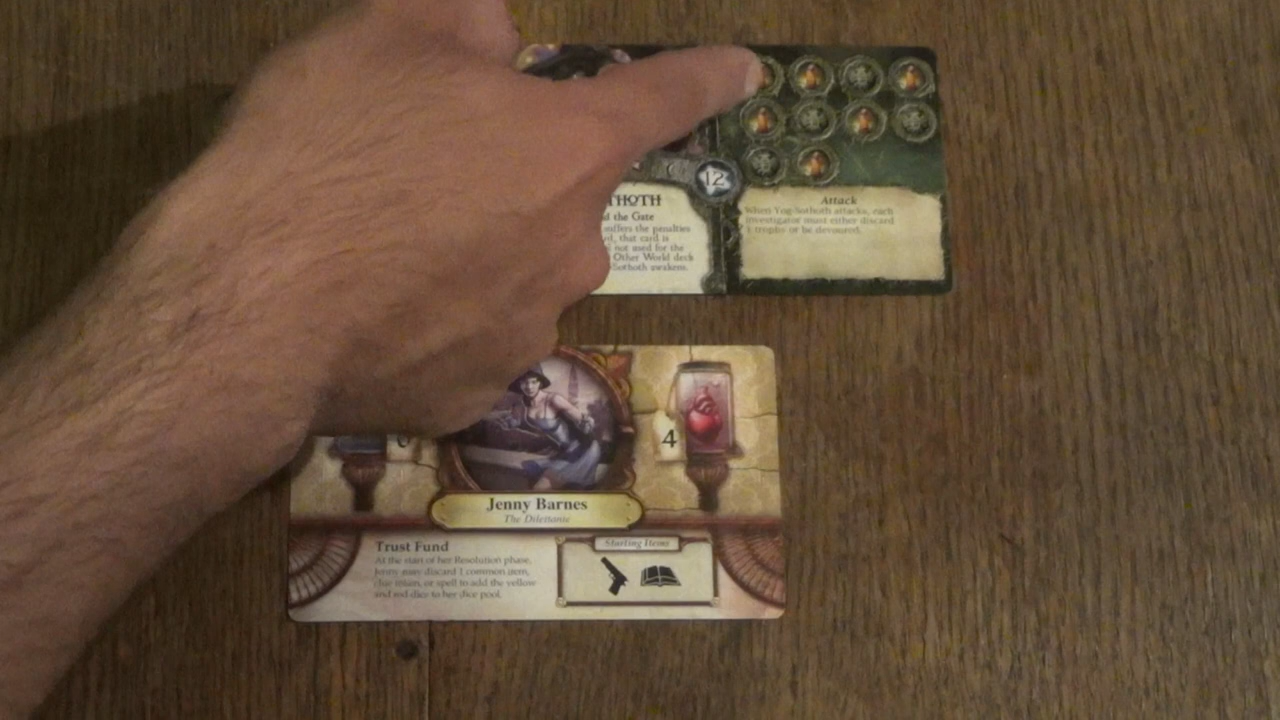 12
THOTH
the Gate
suffers the penalties
that card is
not used for the
Other World deck
awakens.
Attack
When Yog-Sothoth attacks, each
investigator must either discard
1 trophy or be devoured.
4
Jenny Barnes
The Dilettante
Trust Fund
At the start of her Resolution phase,
Jenny may discard 1 common item,
clue token, or spell to add the yellow
and red dice to her dice pool.
Starting Items